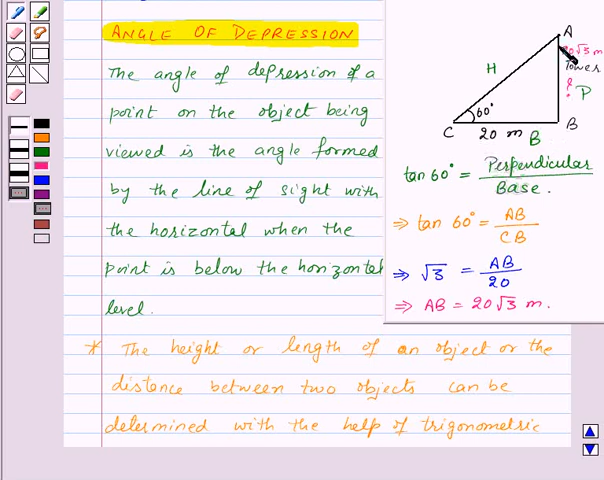 ANGLE OF DEPRESSION
The angle of depression of a
point on the object being
viewed is the angle formed
by the line of sight with
the horizontal when the
point is below the horizontal
level.
* The height or length of an object or the
distance between two objects can be
determined with the help of trigonometric
A
20√3 m
Tower
H
? P
60°
C 20 m B
B
tan 60° = Perpendicular / Base.
⇒ tan 60° = AB / CB
⇒ √3 = AB / 20
⇒ AB = 20√3 m.